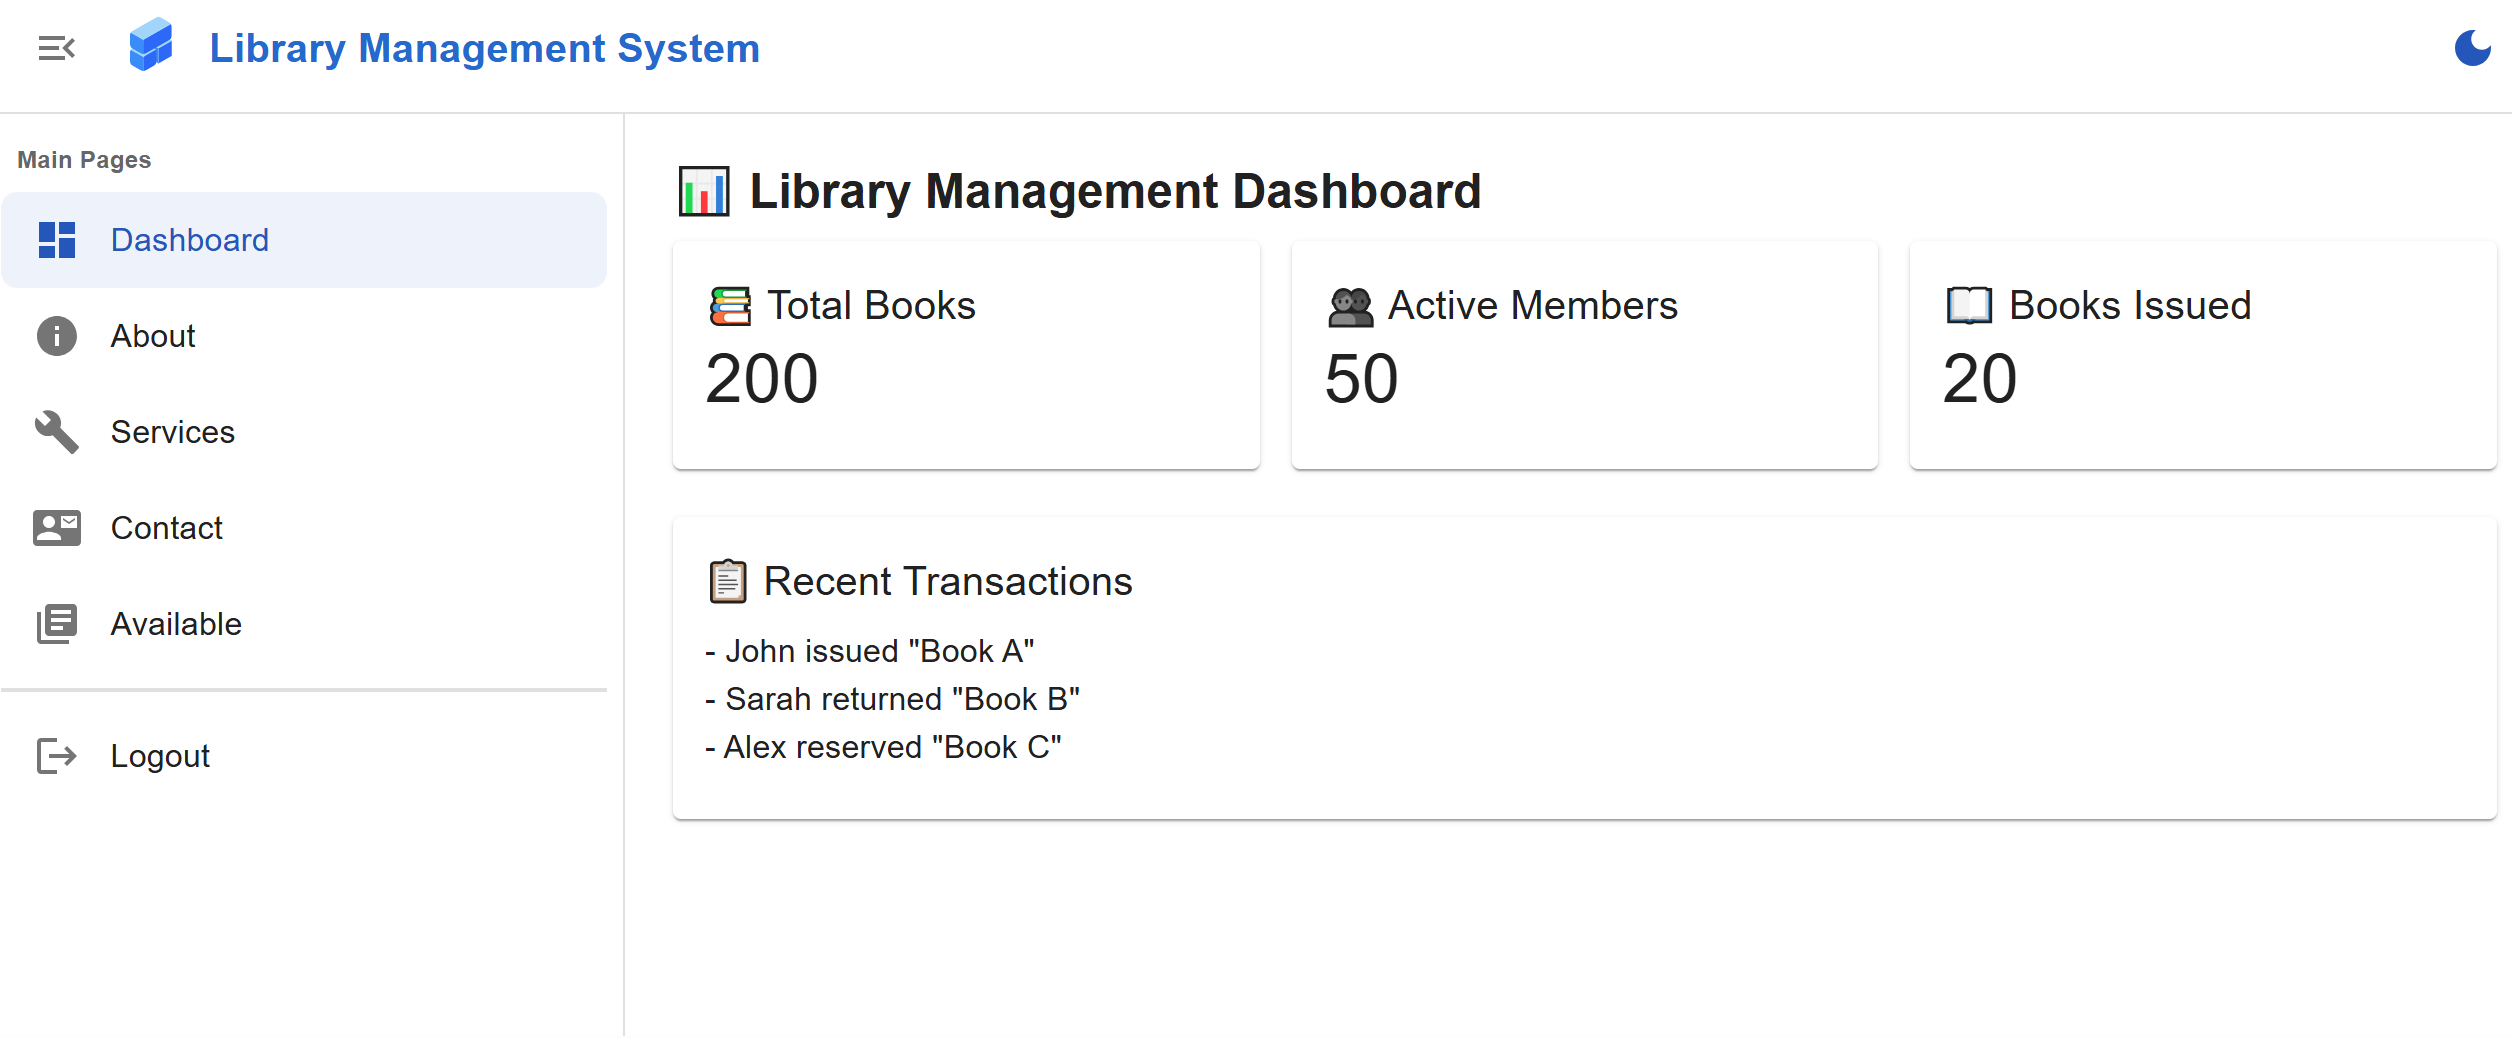 Library Management System
Main Pages
Dashboard
About
Services
Contact
Available
Logout
Library Management Dashboard
Total Books
200
Active Members
50
Books Issued
20
Recent Transactions
- John issued "Book A"
- Sarah returned "Book B"
- Alex reserved "Book C"